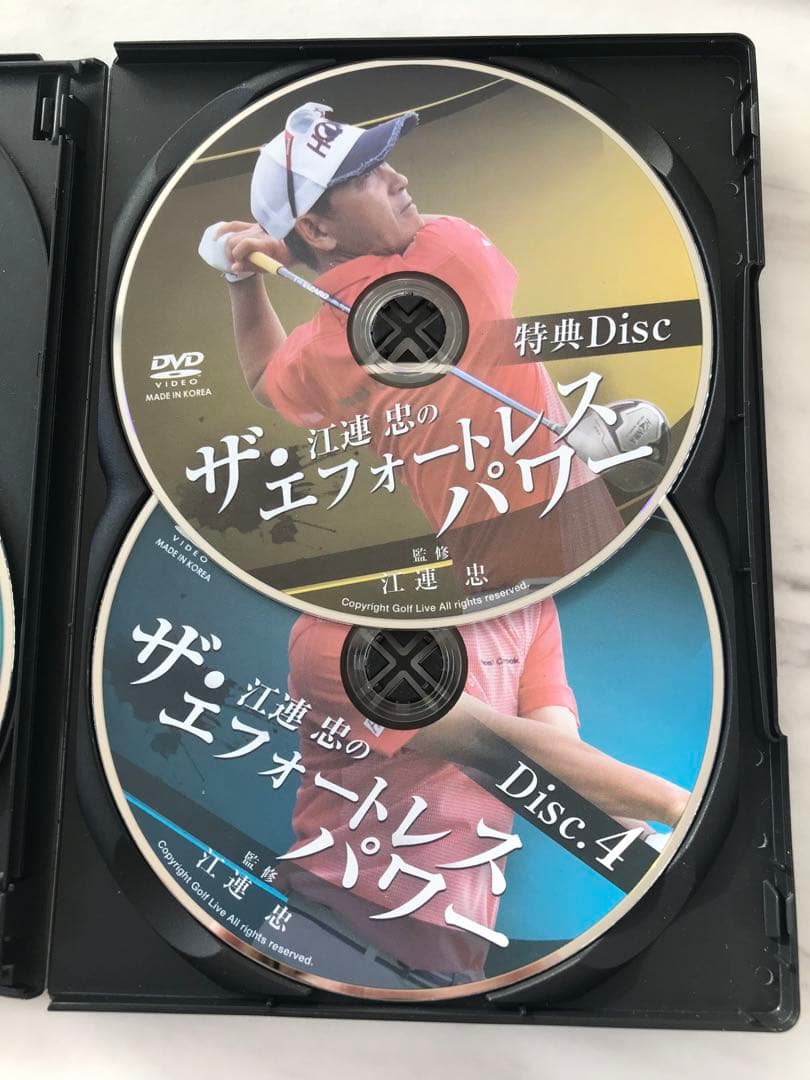 特典Disc
DVD
VIDEO
MADE IN KOREA
江連 忠の
ザ・エフォートレス
パワー
監修
江連 忠
Copyright Golf Live All rights reserved.
VIDEO
MADE IN KOREA
江連 忠の
ザ・エフォートレス
パワー
Disc.4
監修
江連 忠
Copyright Golf Live All rights reserved.